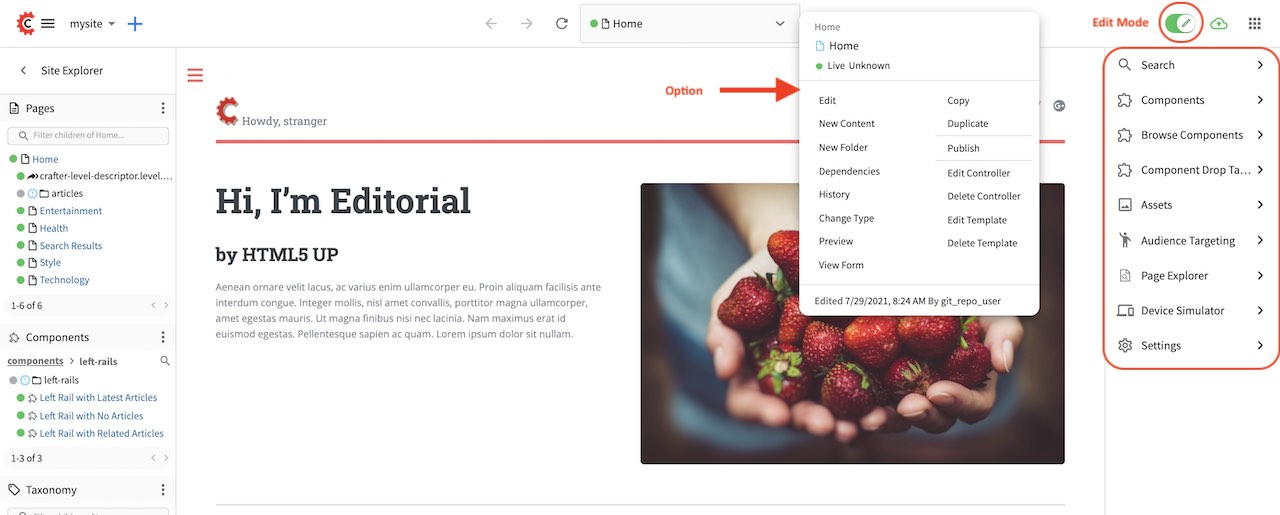 mysite
Home
Edit Mode
Site Explorer
Pages
Filter children of Home...
Home
crafter-level-descriptor.level....
articles
Entertainment
Health
Search Results
Style
Technology
1-6 of 6
Components
components > left-rails
left-rails
Left Rail with Latest Articles
Left Rail with No Articles
Left Rail with Related Articles
1-3 of 3
Taxonomy
Howdy, stranger
Hi, I’m Editorial
by HTML5 UP
Aenean ornare velit lacus, ac varius enim ullamcorper eu. Proin aliquam facilisis ante
interdum congue. Integer mollis, nisl amet convallis, porttitor magna ullamcorper,
amet egestas mauris. Ut magna finibus nisi nec lacinia. Nam maximus erat id
euismod egestas. Pellentesque sapien ac quam. Lorem ipsum dolor sit nullam.
Option
Home
Home
Live Unknown
Edit
New Content
New Folder
Dependencies
History
Change Type
Preview
View Form
Copy
Duplicate
Publish
Edit Controller
Delete Controller
Edit Template
Delete Template
Edited 7/29/2021, 8:24 AM By git_repo_user
G+
Search
Components
Browse Components
Component Drop Ta...
Assets
Audience Targeting
Page Explorer
Device Simulator
Settings